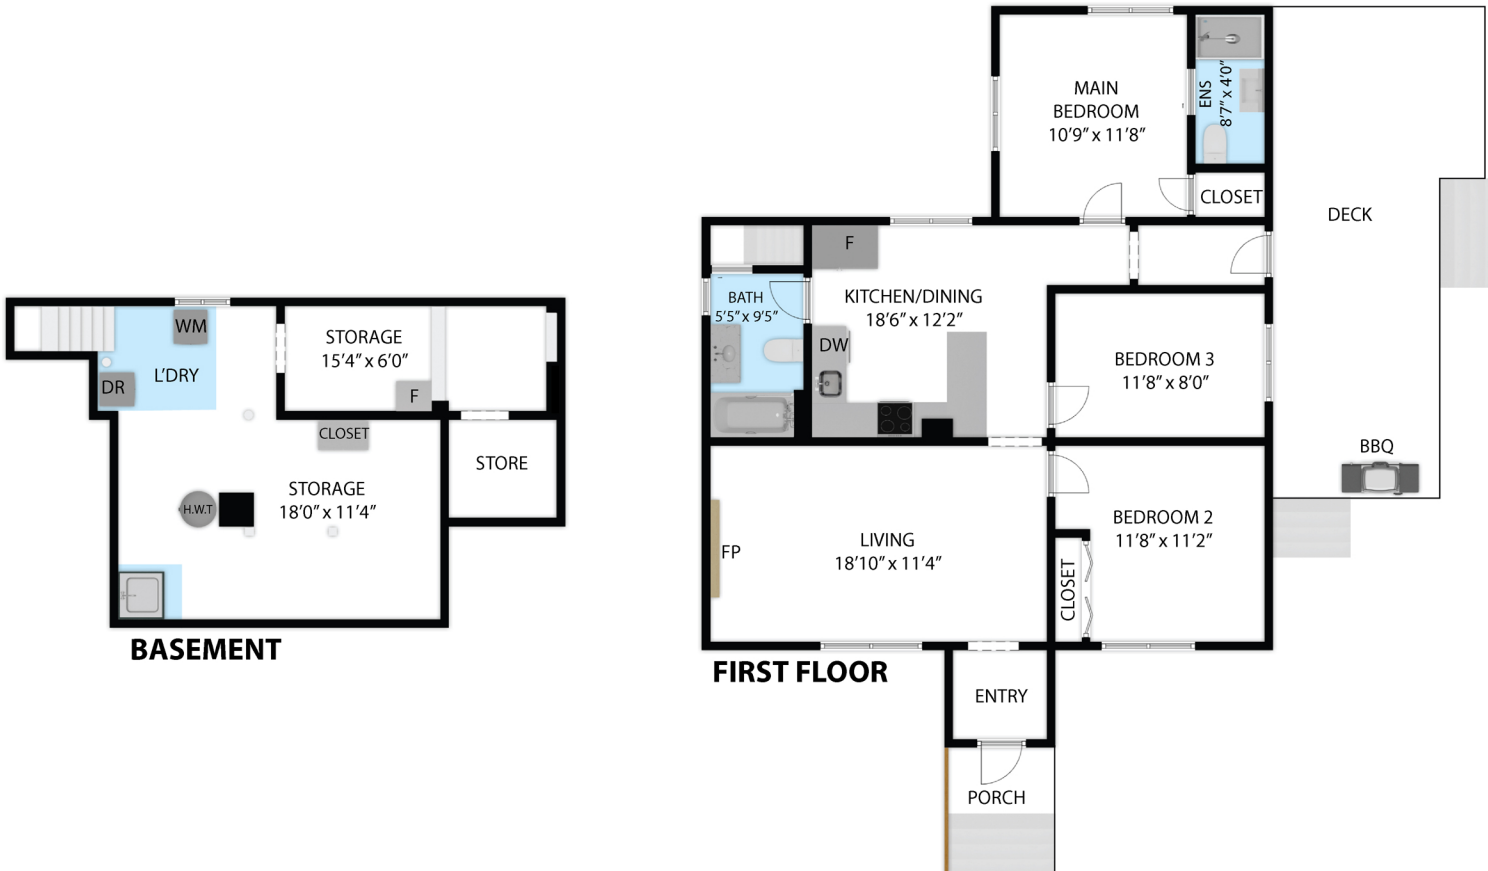 WM
L'DRY
DR
STORAGE
15'4" x 6'0"
F
CLOSET
STORE
STORAGE
18'0" x 11'4"
H.W.T
BASEMENT
MAIN
BEDROOM
10'9" x 11'8"
ENS
8'7" x 4'0"
CLOSET
DECK
F
KITCHEN/DINING
18'6" x 12'2"
BATH
5'5" x 9'5"
DW
BEDROOM 3
11'8" x 8'0"
BBQ
BEDROOM 2
11'8" x 11'2"
CLOSET
LIVING
18'10" x 11'4"
FP
FIRST FLOOR
ENTRY
PORCH